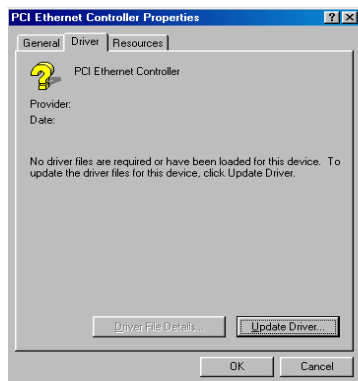 PCI Ethernet Controller Properties
General Driver Resources
PCI Ethernet Controller
Provider:
Date:
No driver files are required or have been loaded for this device. To
update the driver files for this device, click Update Driver.
Driver File Details... Update Driver...
OK Cancel